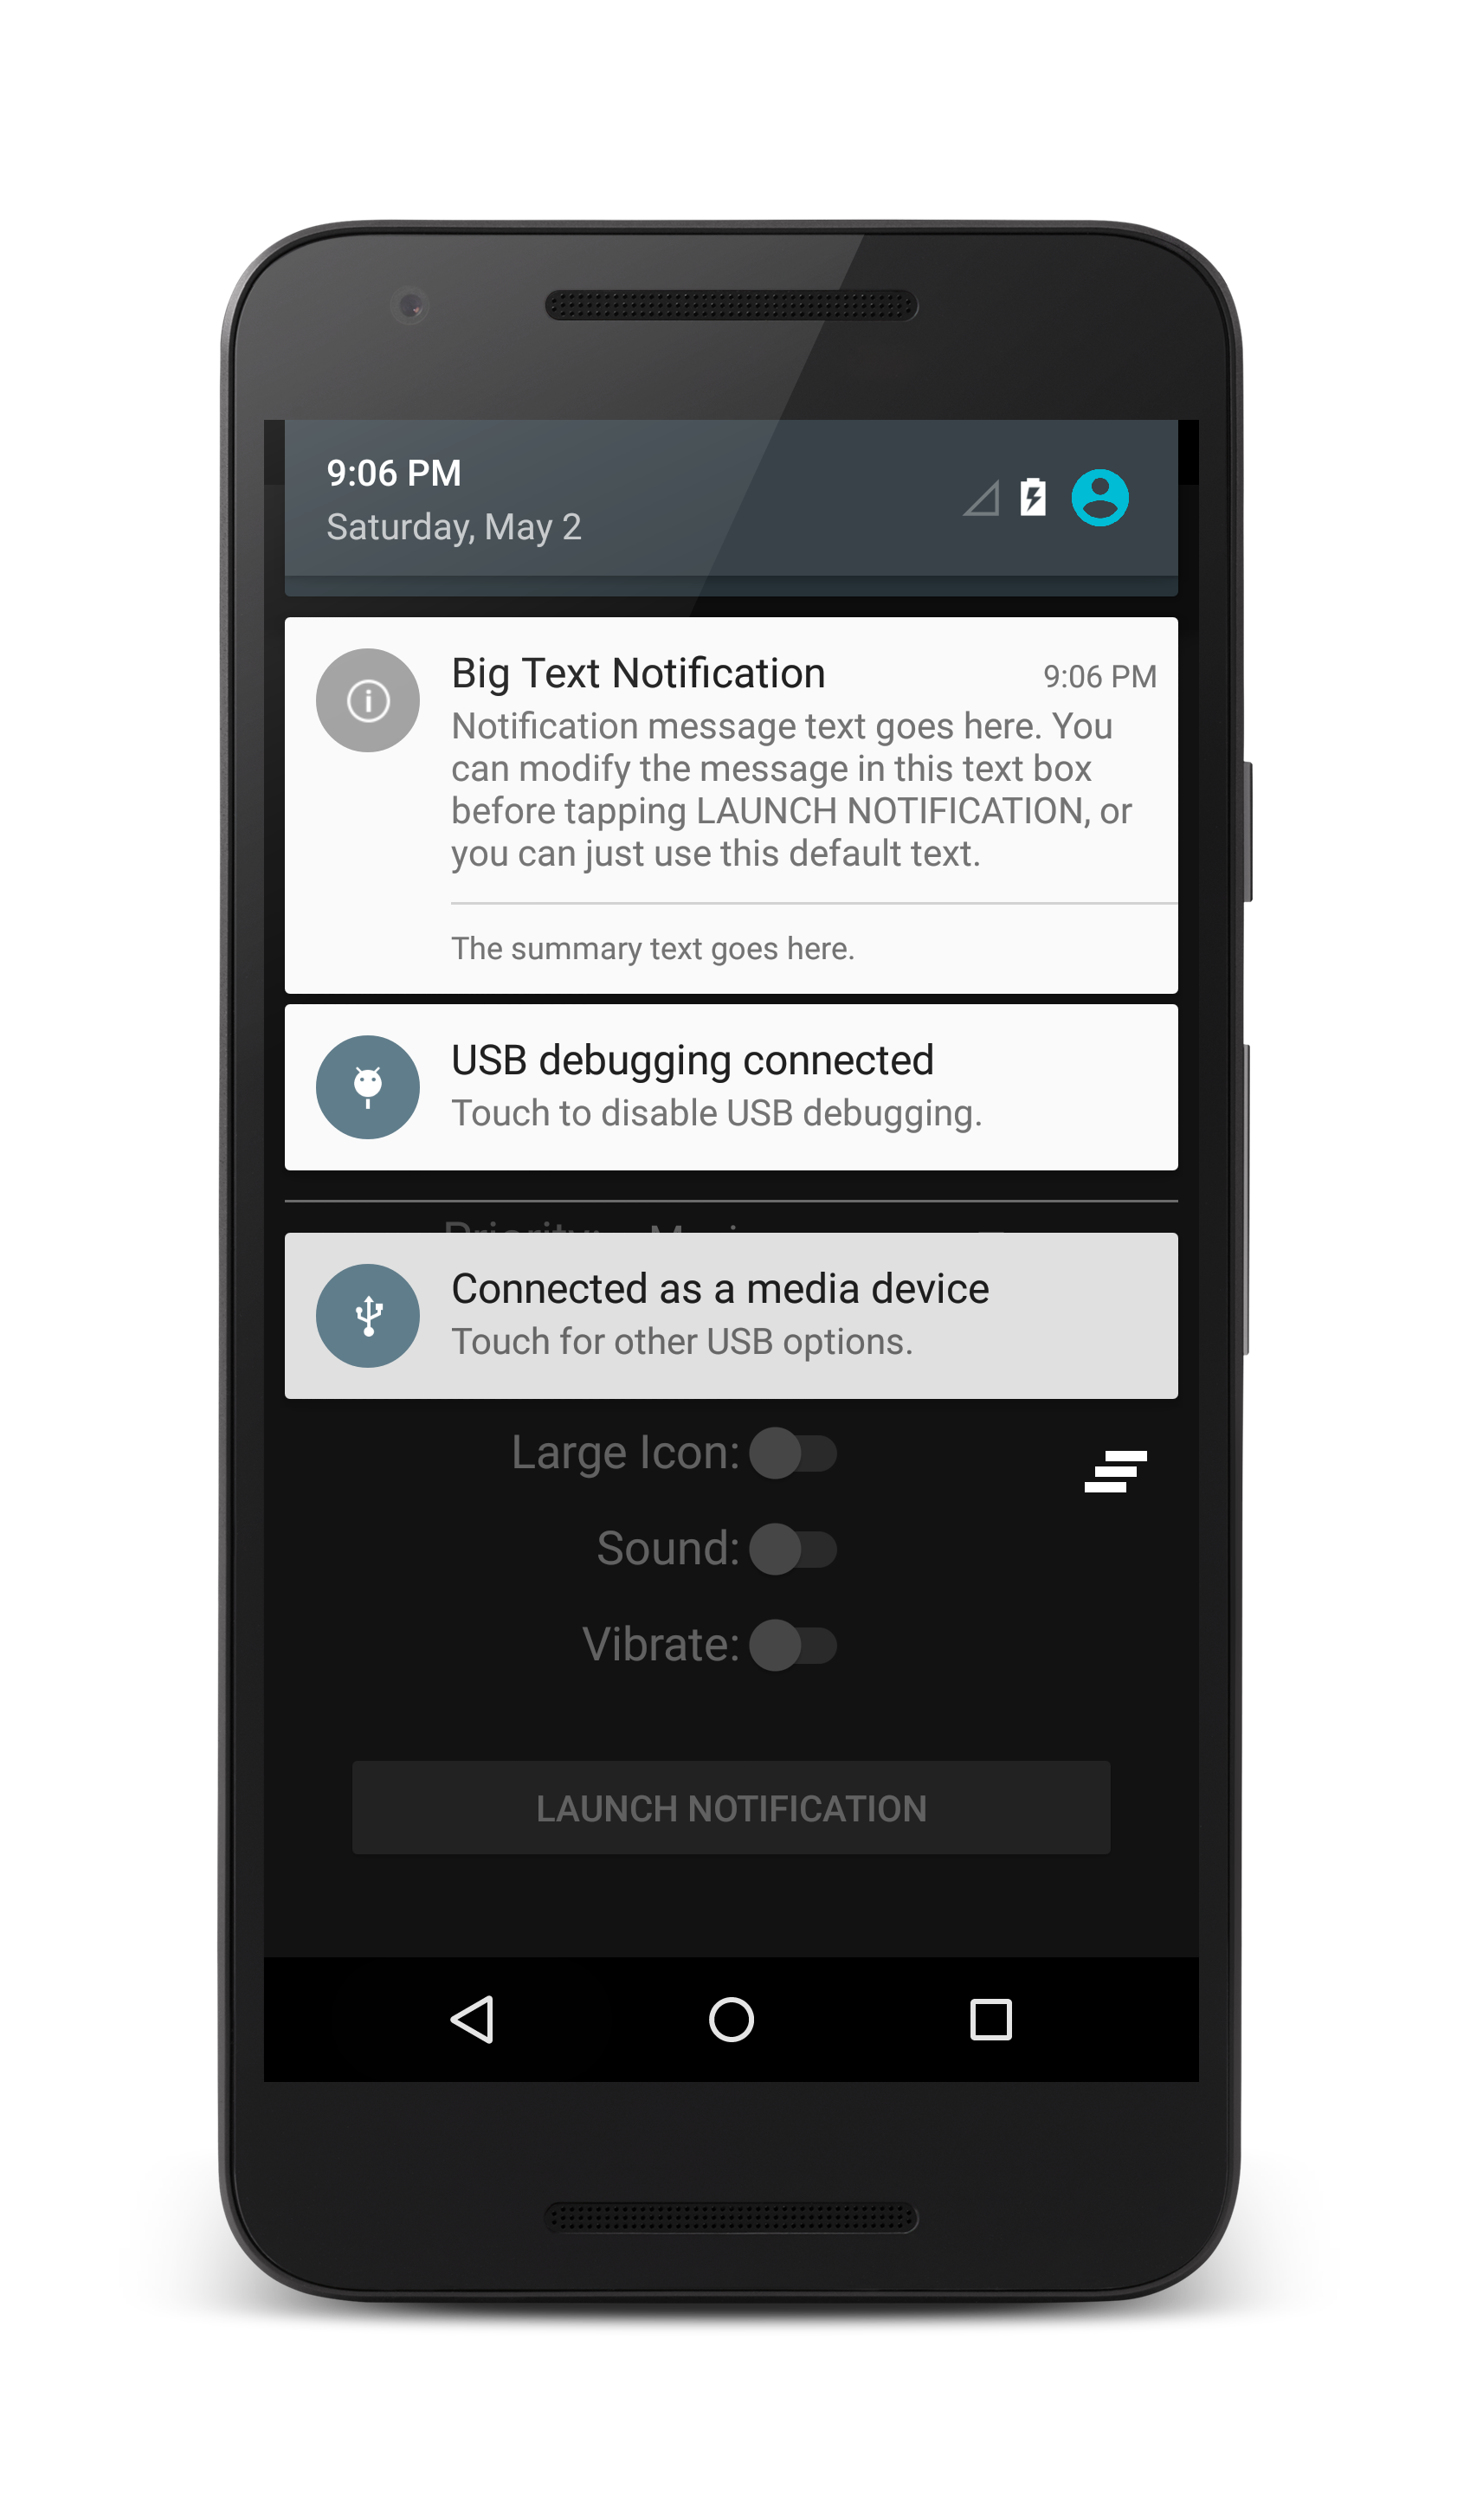 9:06 PM
Saturday, May 2
Big Text Notification 9:06 PM
Notification message text goes here. You
can modify the message in this text box
before tapping LAUNCH NOTIFICATION, or
you can just use this default text.
The summary text goes here.
USB debugging connected
Touch to disable USB debugging.
Connected as a media device
Touch for other USB options.
Large Icon:
Sound:
Vibrate:
LAUNCH NOTIFICATION